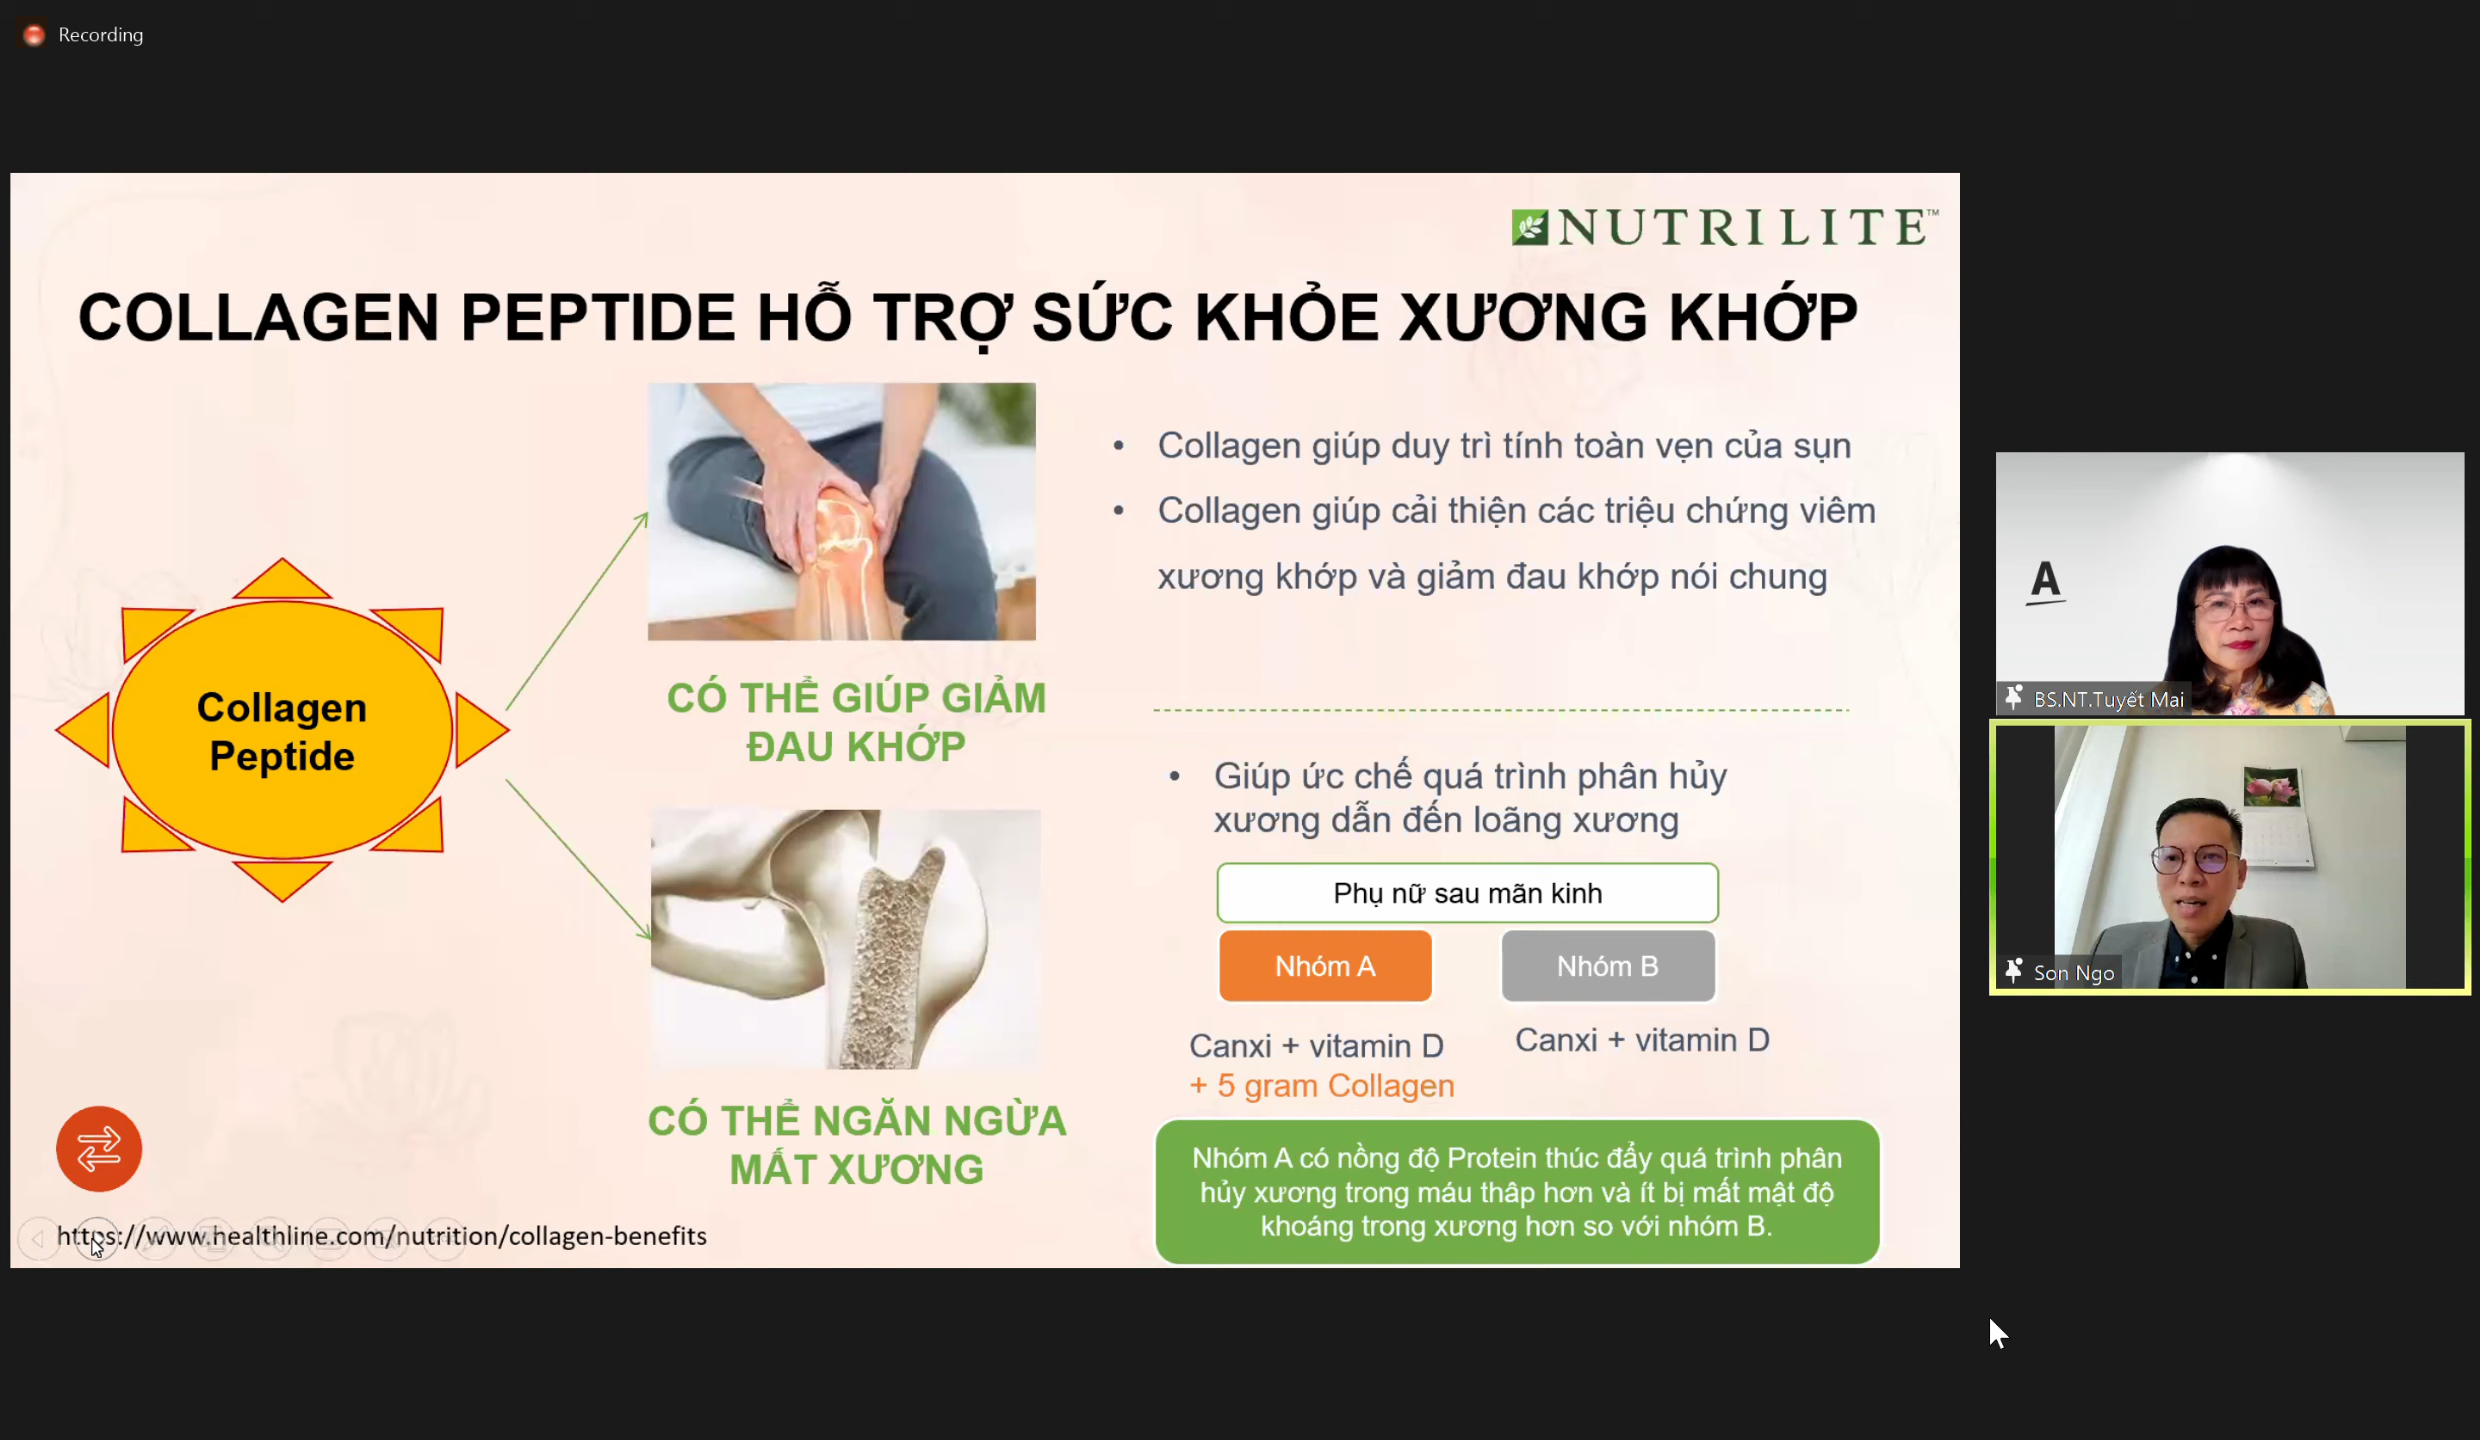 Recording
NUTRILITE™
COLLAGEN PEPTIDE HỖ TRỢ SỨC KHỎE XƯƠNG KHỚP
Collagen
Peptide
CÓ THỂ GIÚP GIẢM
ĐAU KHỚP
• Collagen giúp duy trì tính toàn vẹn của sụn
• Collagen giúp cải thiện các triệu chứng viêm
xương khớp và giảm đau khớp nói chung
CÓ THỂ NGĂN NGỪA
MẤT XƯƠNG
• Giúp ức chế quá trình phân hủy
xương dẫn đến loãng xương
Phụ nữ sau mãn kinh
Nhóm A
Nhóm B
Canxi + vitamin D
+ 5 gram Collagen
Canxi + vitamin D
Nhóm A có nồng độ Protein thúc đẩy quá trình phân
hủy xương trong máu thâp hơn và ít bị mất mật độ
khoáng trong xương hơn so với nhóm B.
https://www.healthline.com/nutrition/collagen-benefits
A
BS.NT.Tuyết Mai
Son Ngo